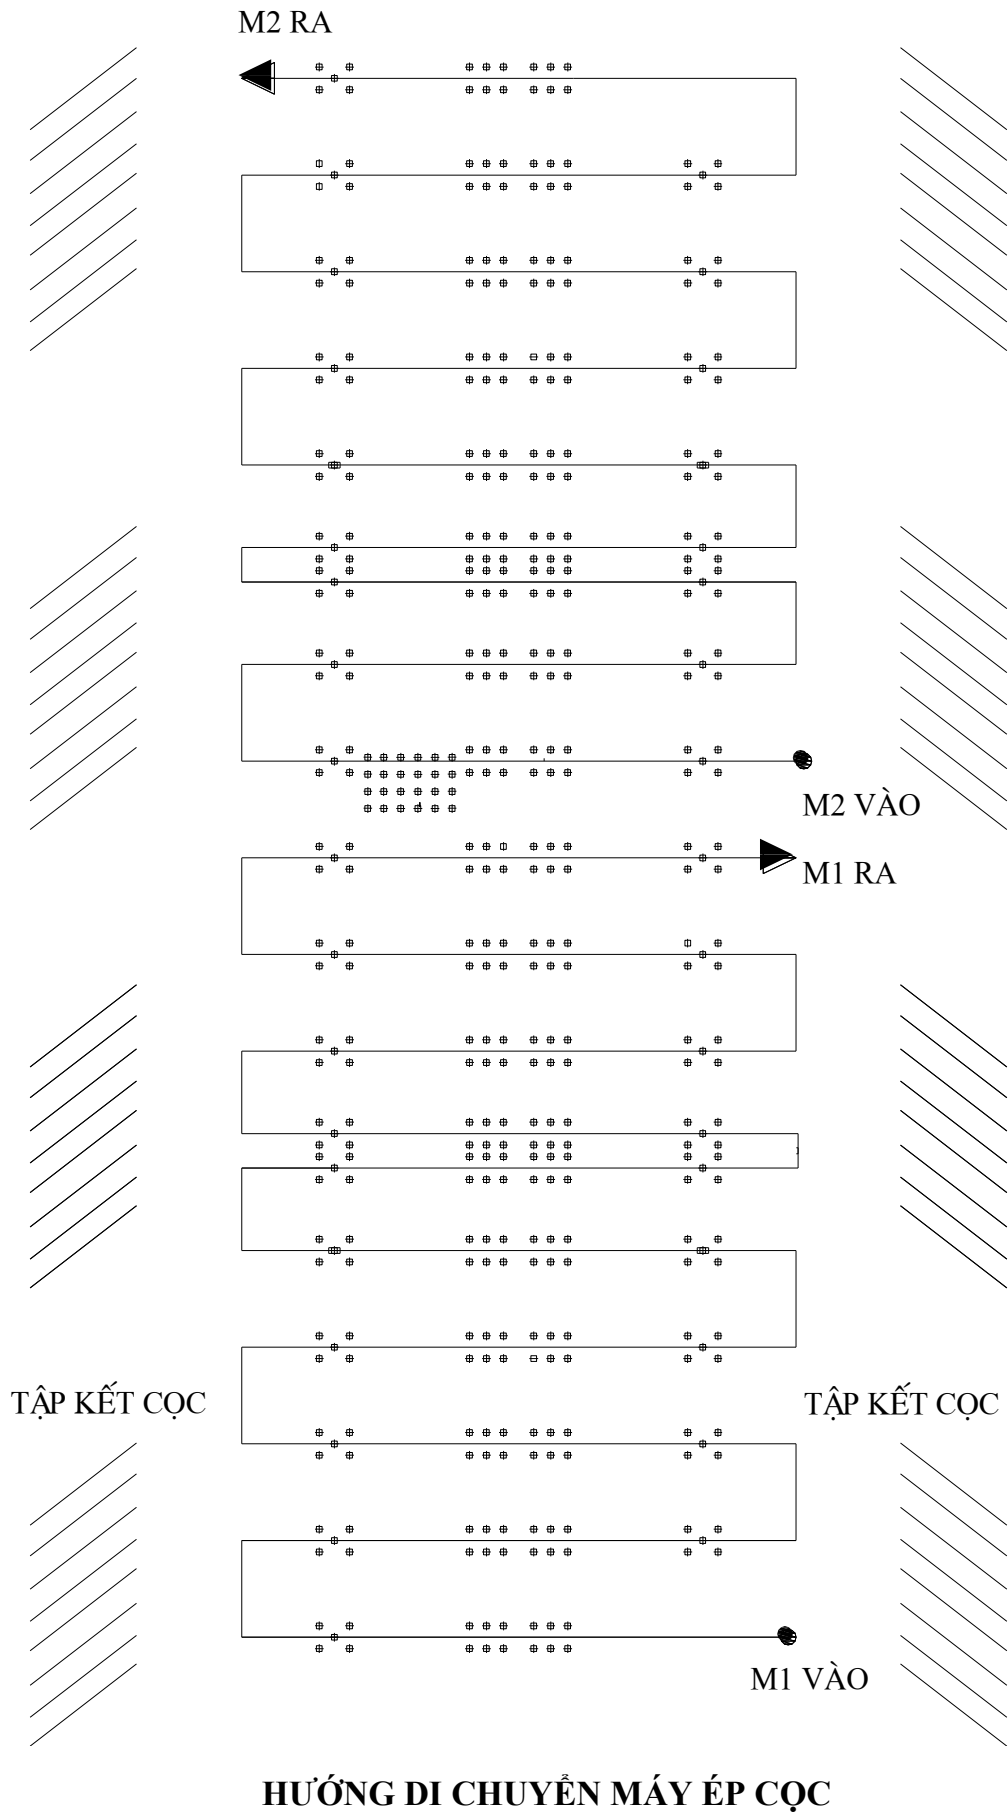 M2 RA
M2 VÀO
M1 RA
TẬP KẾT CỌC
TẬP KẾT CỌC
M1 VÀO
HƯỚNG DI CHUYỂN MÁY ÉP CỌC